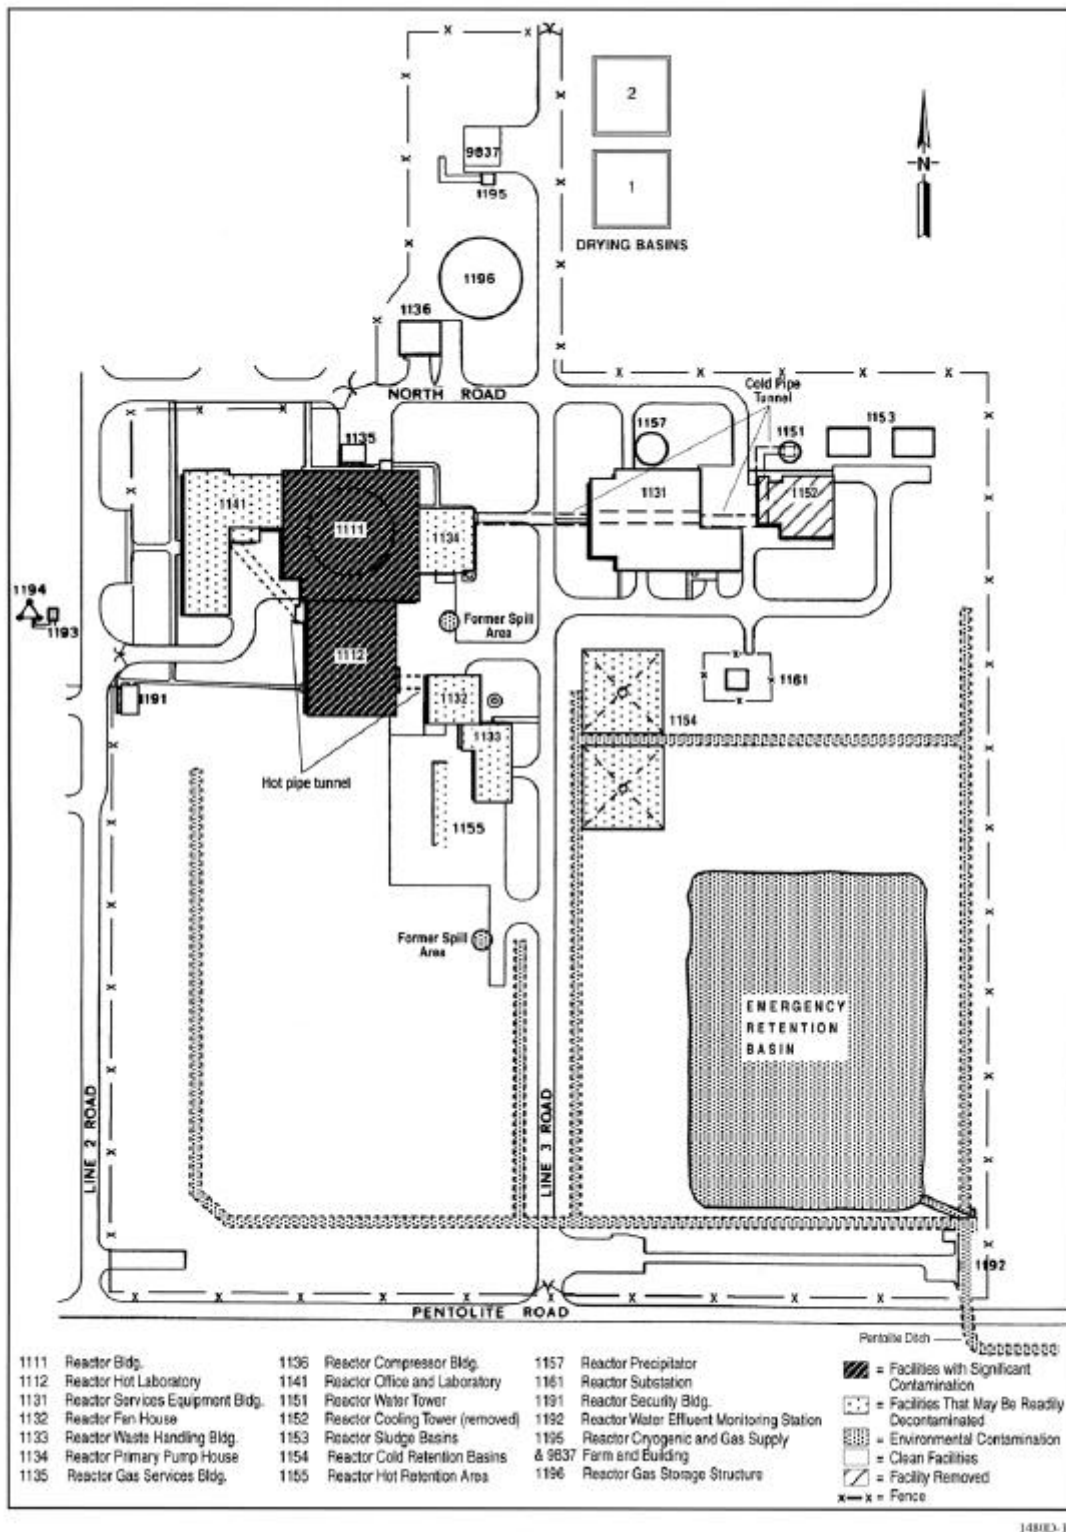 2
9837
1195
1
DRYING BASINS
N
1196
1136
NORTH ROAD
Cold Pipe
Tunnel
1135
1157
1151
1153
1141
1111
1134
1131
1152
1194
1193
Former Spill
Area
1112
1132
1161
1191
1154
1133
Hot pipe tunnel
1155
Former Spill
Area
EMERGENCY
RETENTION
BASIN
LINE 2 ROAD
LINE 3 ROAD
1192
PENTOLITE ROAD
Pentolite Ditch
1111 Reactor Bldg.
1112 Reactor Hot Laboratory
1131 Reactor Services Equipment Bldg.
1132 Reactor Fan House
1133 Reactor Waste Handling Bldg.
1134 Reactor Primary Pump House
1135 Reactor Gas Services Bldg.
1136 Reactor Compressor Bldg.
1141 Reactor Office and Laboratory
1151 Reactor Water Tower
1152 Reactor Cooling Tower (removed)
1153 Reactor Sludge Basins
1154 Reactor Cold Retention Basins
1155 Reactor Hot Retention Area
1157 Reactor Precipitator
1161 Reactor Substation
1191 Reactor Security Bldg.
1192 Reactor Water Effluent Monitoring Station
1195 Reactor Cryogenic and Gas Supply
& 9837 Farm and Building
1196 Reactor Gas Storage Structure
= Facilities with Significant
Contamination
= Facilities That May Be Readily
Decontaminated
= Environmental Contamination
= Clean Facilities
= Facility Removed
x—x = Fence